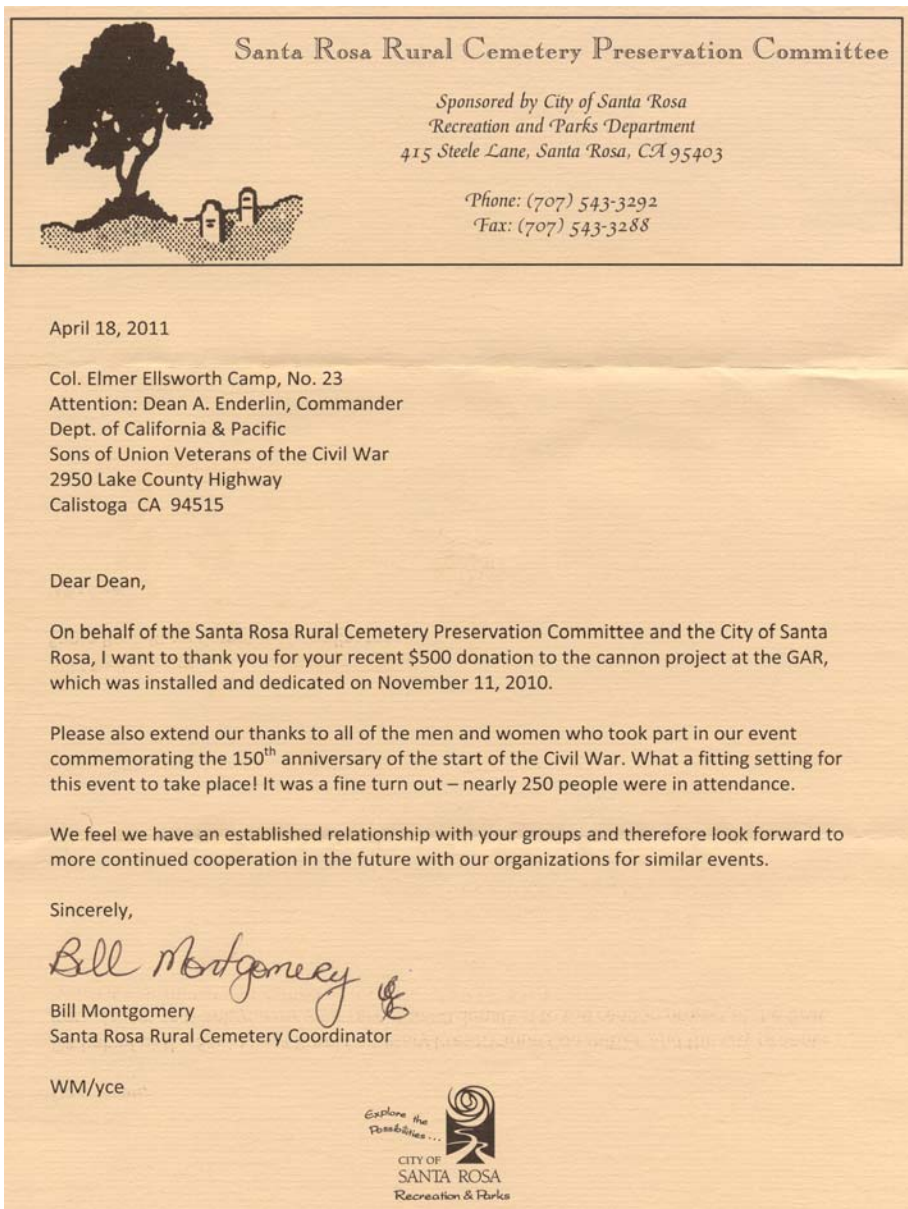 Santa Rosa Rural Cemetery Preservation Committee
Sponsored by City of Santa Rosa
Recreation and Parks Department
415 Steele Lane, Santa Rosa, CA 95403
Phone: (707) 543-3292
Fax: (707) 543-3288
April 18, 2011
Col. Elmer Ellsworth Camp, No. 23
Attention: Dean A. Enderlin, Commander
Dept. of California & Pacific
Sons of Union Veterans of the Civil War
2950 Lake County Highway
Calistoga CA 94515
Dear Dean,
On behalf of the Santa Rosa Rural Cemetery Preservation Committee and the City of Santa
Rosa, I want to thank you for your recent $500 donation to the cannon project at the GAR,
which was installed and dedicated on November 11, 2010.
Please also extend our thanks to all of the men and women who took part in our event
commemorating the 150th anniversary of the start of the Civil War. What a fitting setting for
this event to take place! It was a fine turn out – nearly 250 people were in attendance.
We feel we have an established relationship with your groups and therefore look forward to
more continued cooperation in the future with our organizations for similar events.
Sincerely,
Bill Montgomery
Bill Montgomery
Santa Rosa Rural Cemetery Coordinator
WM/yce
Explore the
Possibilities...
CITY OF
SANTA ROSA
Recreation & Parks